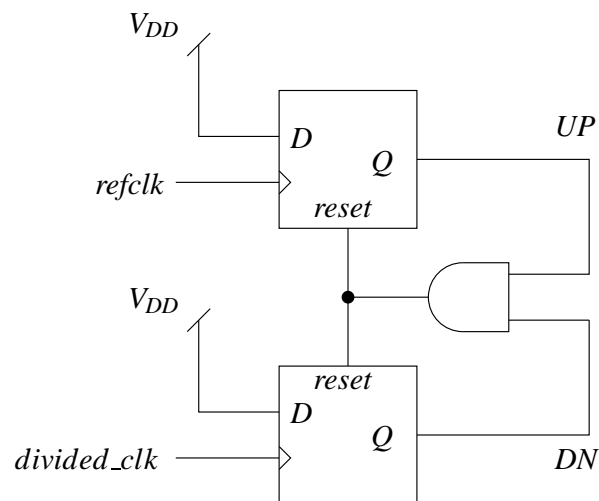 V_DD
D
UP
Q
refclk
reset
V_DD
reset
D
Q
divided_clk
DN